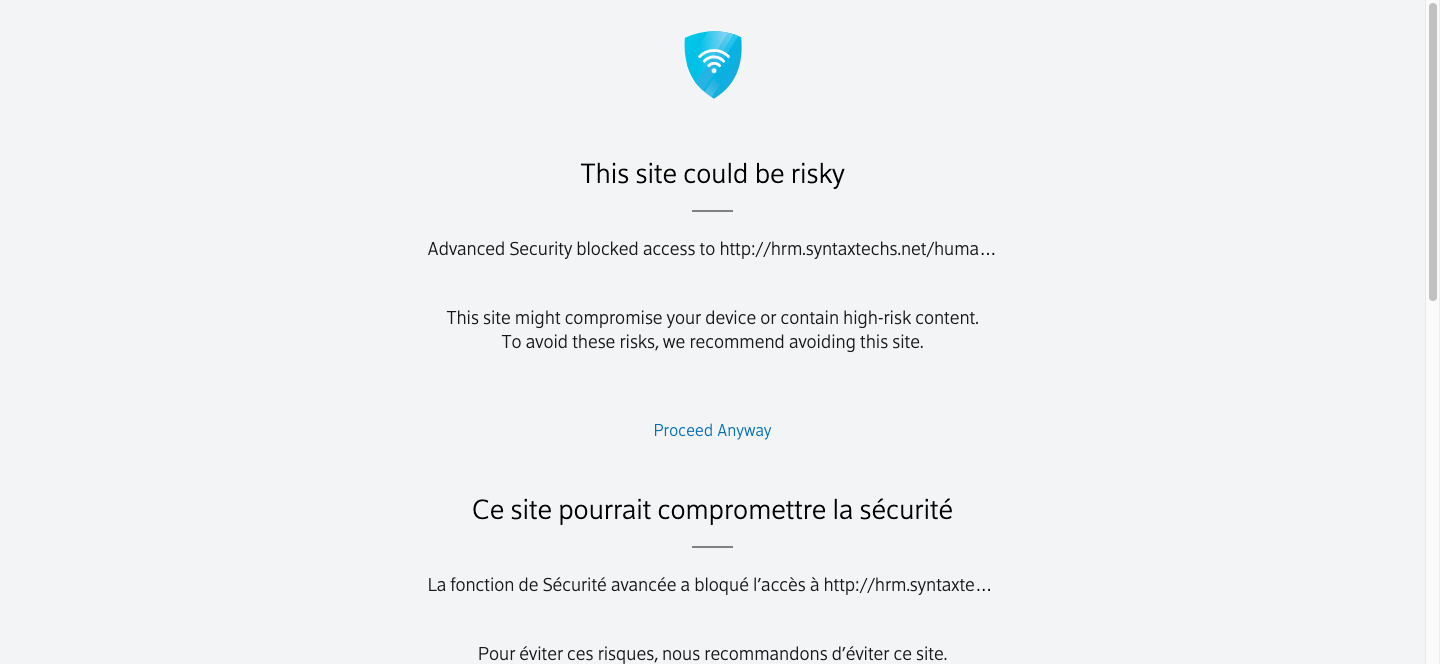 This site could be risky
Advanced Security blocked access to http://hrm.syntaxtechs.net/huma...
This site might compromise your device or contain high-risk content.
To avoid these risks, we recommend avoiding this site.
Proceed Anyway
Ce site pourrait compromettre la sécurité
La fonction de Sécurité avancée a bloqué l’accès à http://hrm.syntaxte...
Pour éviter ces risques, nous recommandons d’éviter ce site.